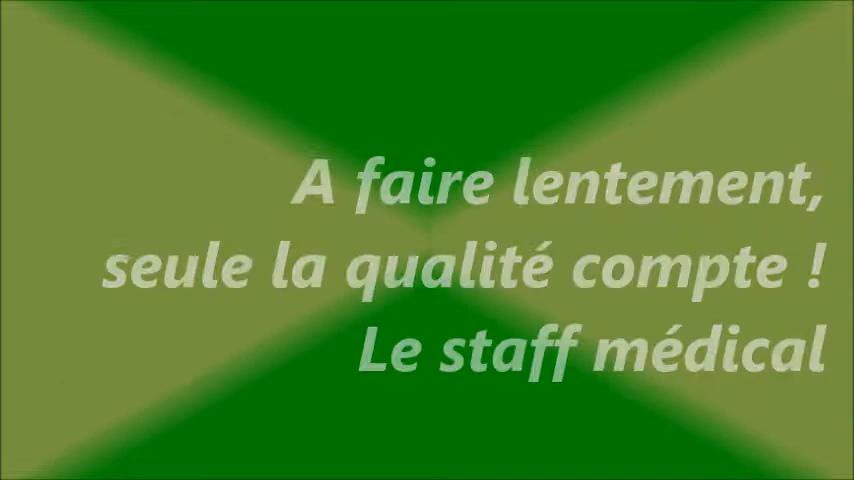 A faire lentement,
seule la qualité compte !
Le staff médical